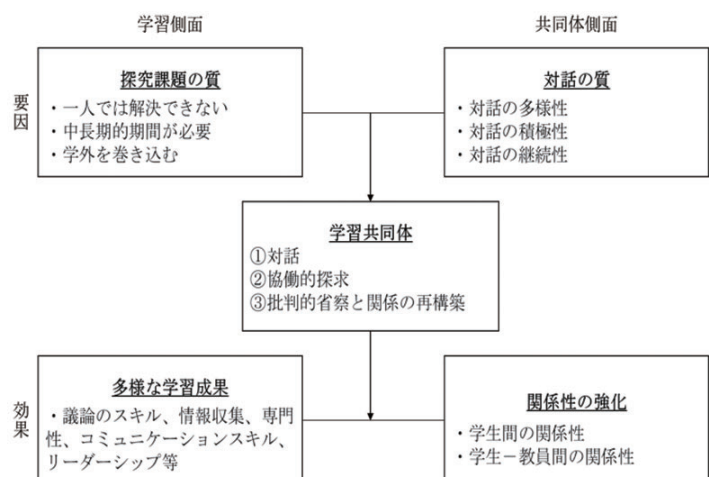 学習側面
共同体側面
要因
探究課題の質
・一人では解決できない
・中長期的期間が必要
・学外を巻き込む
対話の質
・対話の多様性
・対話の積極性
・対話の継続性
学習共同体
①対話
②協働的探求
③批判的省察と関係の再構築
効果
多様な学習成果
・議論のスキル、情報収集、専門
性、コミュニケーションスキル、
リーダーシップ等
関係性の強化
・学生間の関係性
・学生－教員間の関係性